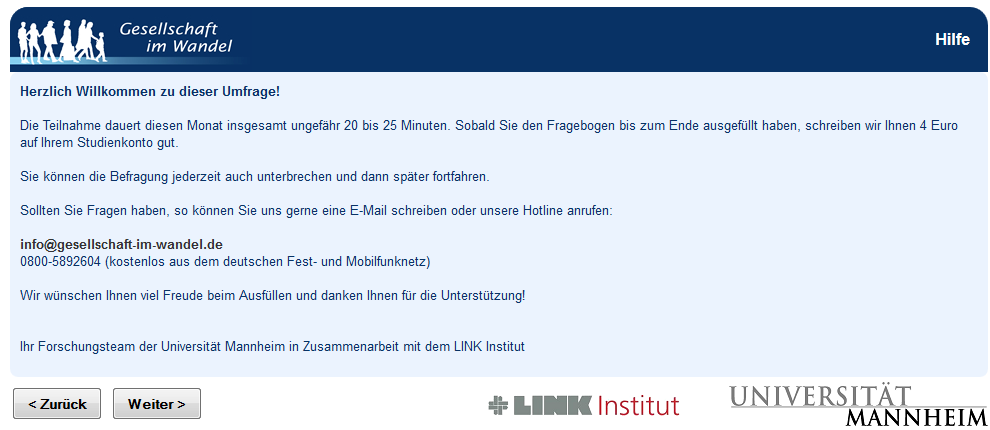 Gesellschaft
im Wandel
Hilfe
Herzlich Willkommen zu dieser Umfrage!
Die Teilnahme dauert diesen Monat insgesamt ungefähr 20 bis 25 Minuten. Sobald Sie den Fragebogen bis zum Ende ausgefüllt haben, schreiben wir Ihnen 4 Euro
auf Ihrem Studienkonto gut.
Sie können die Befragung jederzeit auch unterbrechen und dann später fortfahren.
Sollten Sie Fragen haben, so können Sie uns gerne eine E-Mail schreiben oder unsere Hotline anrufen:
info@gesellschaft-im-wandel.de
0800-5892604 (kostenlos aus dem deutschen Fest- und Mobilfunknetz)
Wir wünschen Ihnen viel Freude beim Ausfüllen und danken Ihnen für die Unterstützung!
Ihr Forschungsteam der Universität Mannheim in Zusammenarbeit mit dem LINK Institut
< Zurück
Weiter >
LINK Institut
UNIVERSITÄT
MANNHEIM